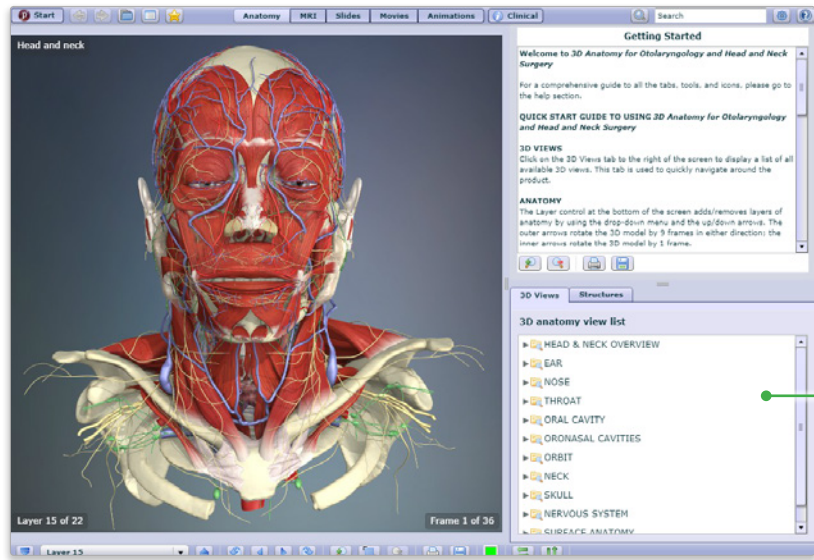 Start
Anatomy MRI Slides Movies Animations Clinical
Search
Head and neck
Layer 15 of 22
Frame 1 of 36
Layer 15
Getting Started
Welcome to 3D Anatomy for Otolaryngology and Head and Neck
Surgery
For a comprehensive guide to all the tabs, tools, and icons, please go to
the help section.
QUICK START GUIDE TO USING 3D Anatomy for Otolaryngology
and Head and Neck Surgery
3D VIEWS
Click on the 3D Views tab to the right of the screen to display a list of all
available 3D views. This tab is used to quickly navigate around the
product.
ANATOMY
The Layer control at the bottom of the screen adds/removes layers of
anatomy by using the drop-down menu and the up/down arrows. The
outer arrows rotate the 3D model by 9 frames in either direction; the
inner arrows rotate the 3D model by 1 frame.
3D Views Structures
3D anatomy view list
HEAD & NECK OVERVIEW
EAR
NOSE
THROAT
ORAL CAVITY
ORONASAL CAVITIES
ORBIT
NECK
SKULL
NERVOUS SYSTEM
SURFACE ANATOMY